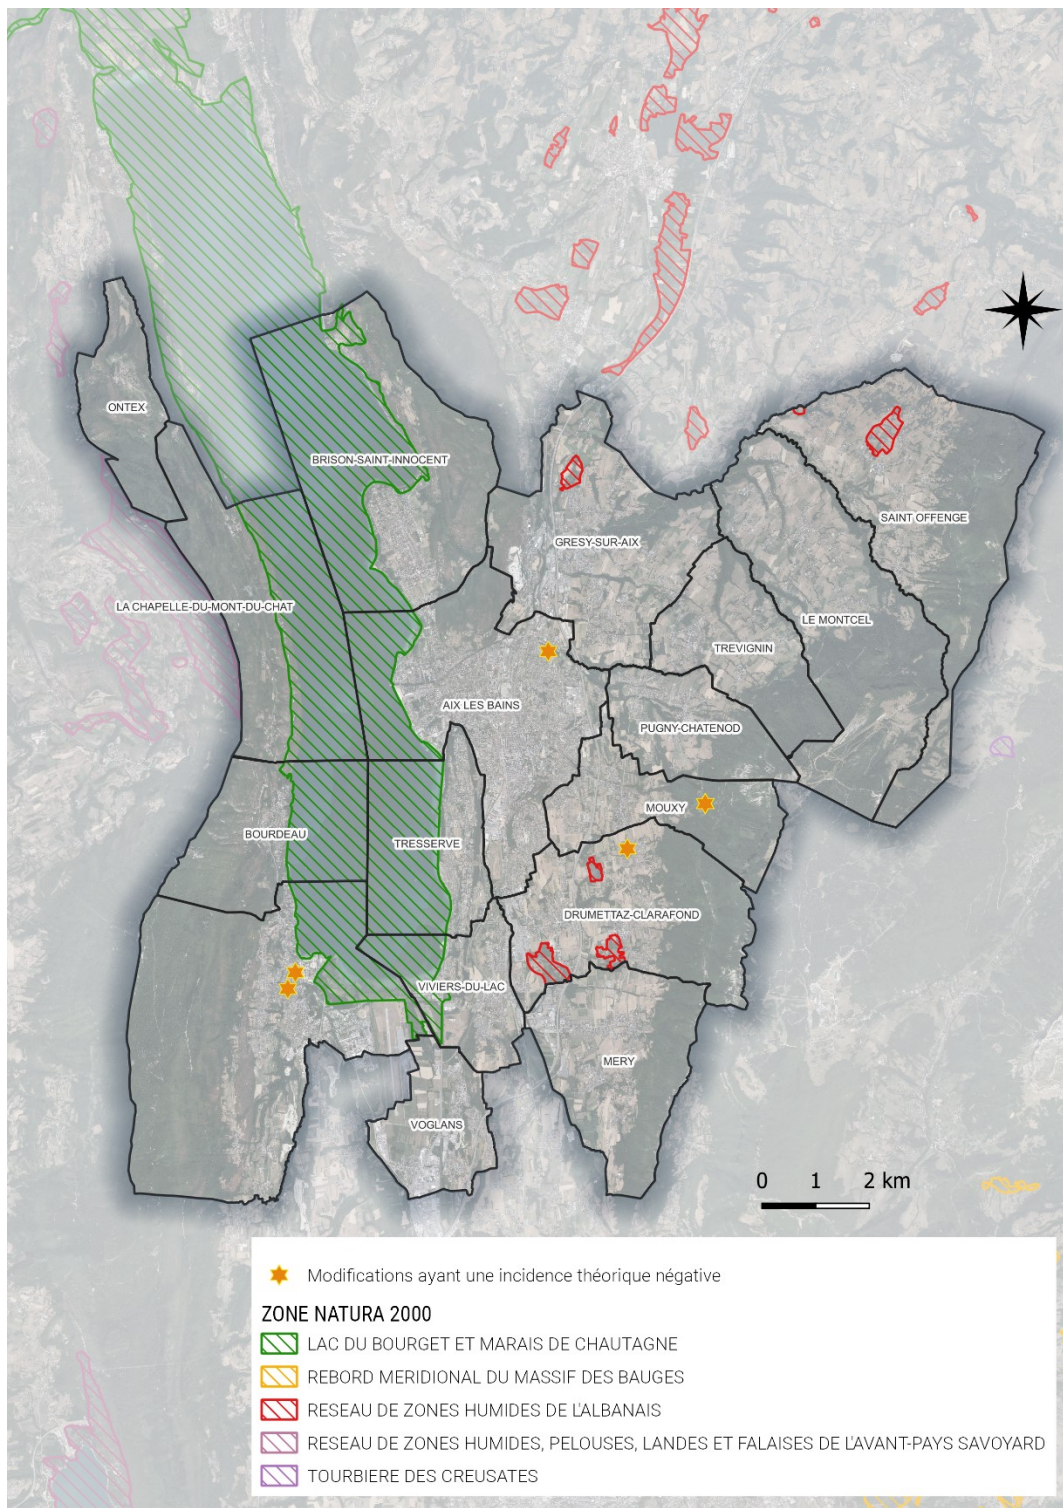 ONTEX
BRISON-SAINT-INNOCENT
GRESY-SUR-AIX
SAINT OFFENGE
LA CHAPELLE-DU-MONT-DU-CHAT
LE MONTCEL
TREVIGNIN
AIX LES BAINS
PUGNY-CHATENOD
MOUXY
BOURDEAU
TRESSERVE
DRUMETTAZ-CLARAFOND
VIVIERS-DU-LAC
MERY
VOGLANS
0 1 2 km
Modifications ayant une incidence théorique négative
ZONE NATURA 2000
LAC DU BOURGET ET MARAIS DE CHAUTAGNE
REBORD MERIDIONAL DU MASSIF DES BAUGES
RESEAU DE ZONES HUMIDES DE L'ALBANAIS
RESEAU DE ZONES HUMIDES, PELOUSES, LANDES ET FALAISES DE L'AVANT-PAYS SAVOYARD
TOURBIERE DES CREUSATES